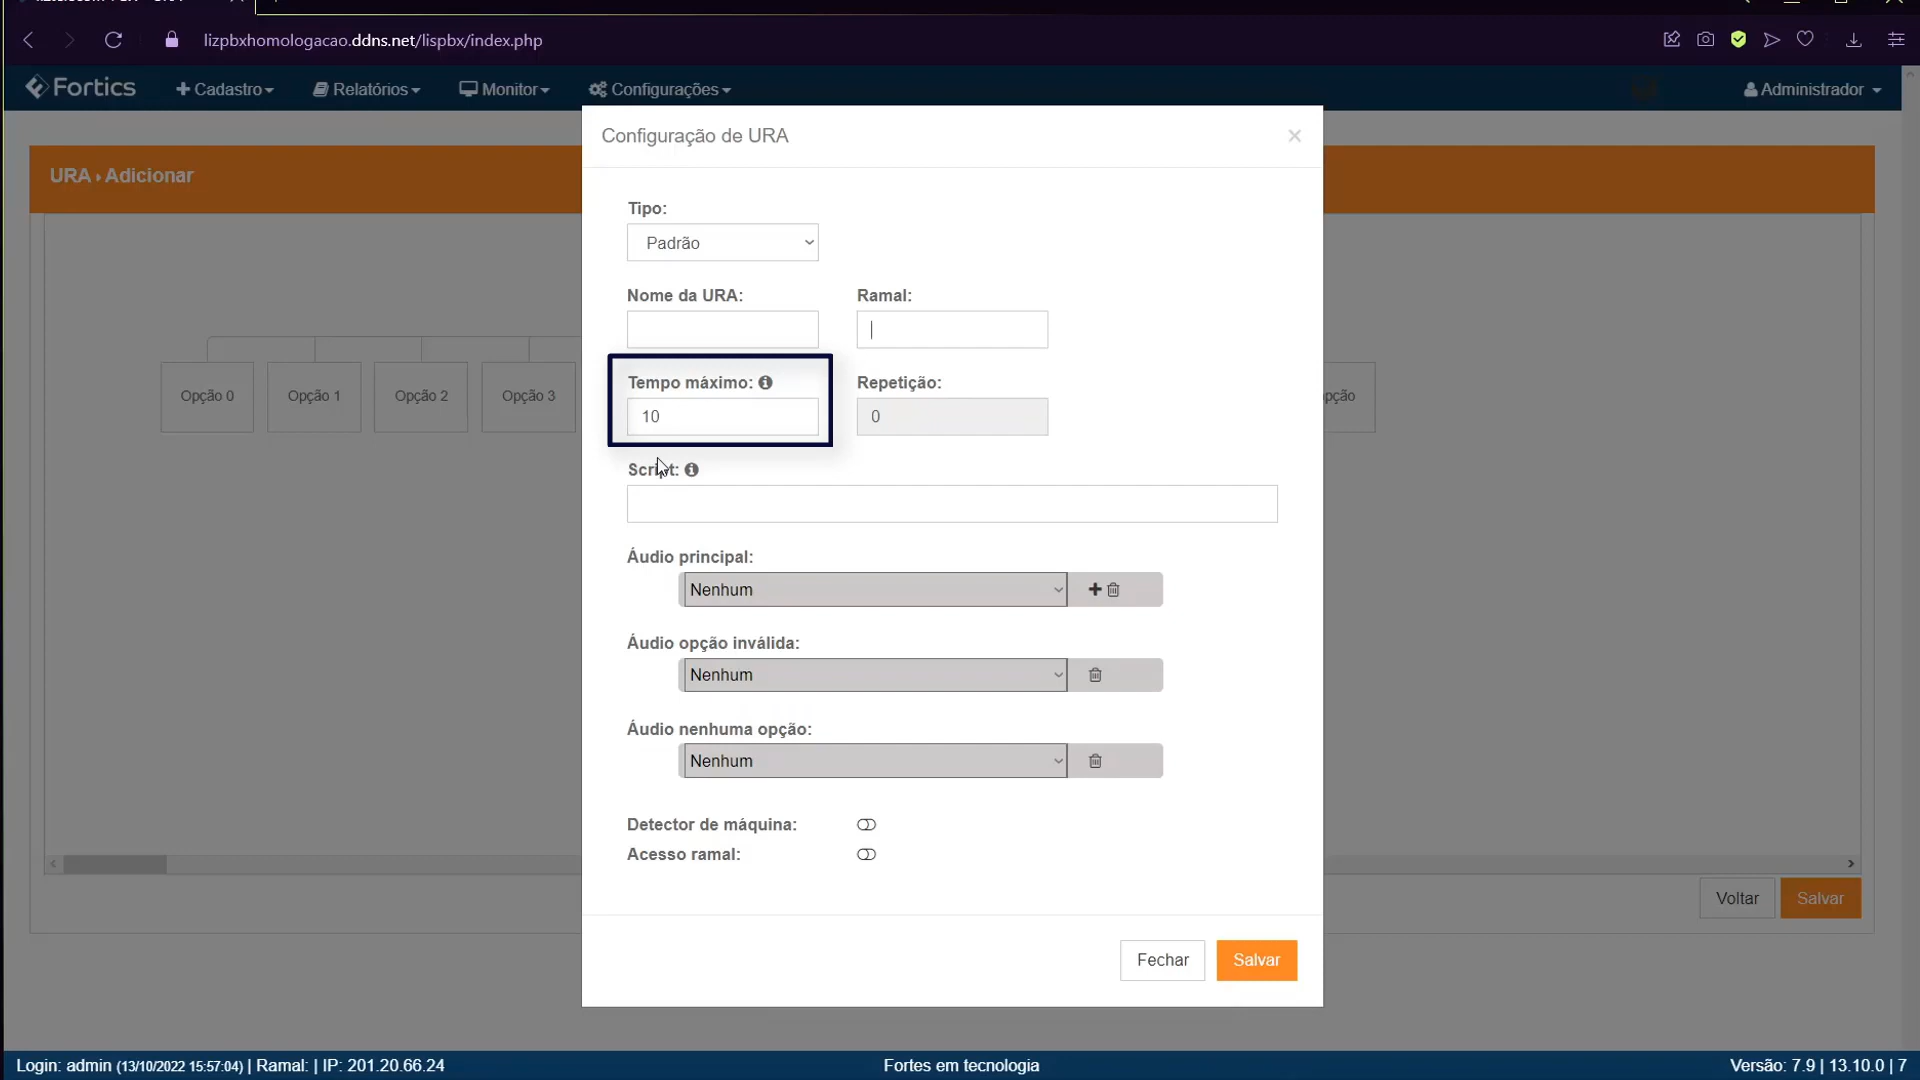 lizpbxhomologacao.ddns.net/lispbx/index.php
Fortics
Cadastro
Relatórios
Monitor
Configurações
Administrador
Configuração de URA
×
URA
Adicionar
Tipo:
Padrão
Nome da URA:
Ramal:
Tempo máximo:
Repetição:
10
0
Opção 0
Opção 1
Opção 2
Opção 3
pção
Script:
Áudio principal:
Nenhum
Áudio opção inválida:
Nenhum
Áudio nenhuma opção:
Nenhum
Detector de máquina:
Acesso ramal:
Voltar
Salvar
Fechar
Salvar
Login: admin (13/10/2022 15:57:04) | Ramal: | IP: 201.20.66.24
Fortes em tecnologia
Versão: 7.9 | 13.10.0 | 7